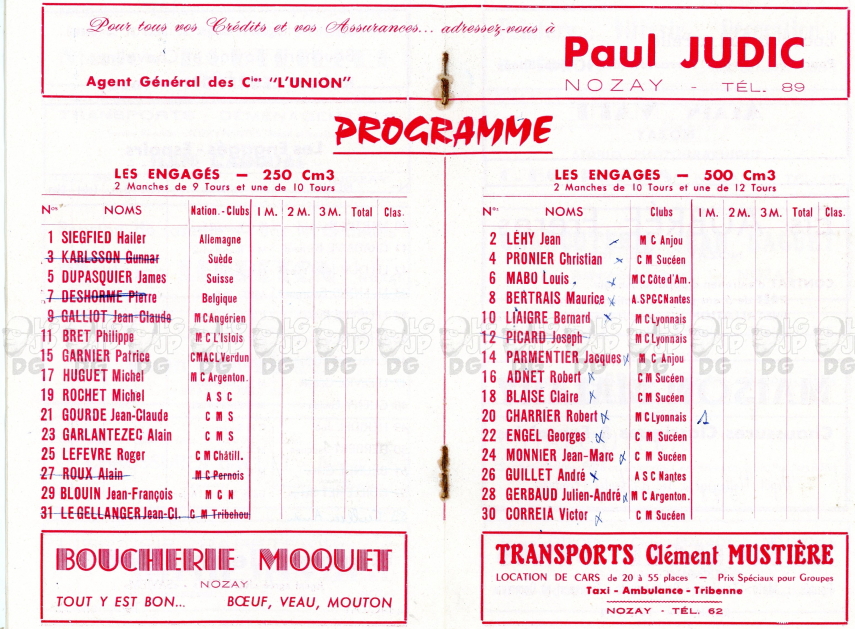 Pour tous vos Crédits et vos Assurances... adressez-vous à
Paul JUDIC
Agent Général des Cies "L'UNION"
NOZAY - TÉL. 89
PROGRAMME
LES ENGAGÉS — 250 Cm3
2 Manches de 9 Tours et une de 10 Tours
Nos NOMS Nation.-Clubs 1 M. 2 M. 3 M. Total Clas.
1 SIEGFIED Hailer Allemagne
3 KARLSSON Gunnar Suède
5 DUPASQUIER James Suisse
7 DESHORME Pierre Belgique
9 GALLIOT Jean-Claude M C Angérien
11 BRET Philippe M C L'Islois
15 GARNIER Patrice CMACL Verdun
17 HUGUET Michel M C Argenton.
19 ROCHET Michel A S C
21 GOURDE Jean-Claude C M S
23 GARLANTEZEC Alain C M S
25 LEFEVRE Roger C M Châtill.
27 ROUX Alain M C Pernois
29 BLOUIN Jean-François M C N
31 LE GELLANGER Jean-Cl. C M Tribehou
BOUCHERIE MOQUET
NOZAY
TOUT Y EST BON... BŒUF, VEAU, MOUTON
LES ENGAGÉS — 500 Cm3
2 Manches de 10 Tours et une de 12 Tours
Nos NOMS Clubs 1 M. 2 M. 3 M. Total Clas.
2 LÉHY Jean M C Anjou
4 PRONIER Christian C M Sucéen
6 MABO Louis M C Côte d'Am.
8 BERTRAIS Maurice A.SPGC Nantes
10 LAIGRE Bernard M C Lyonnais
12 PICARD Joseph M C Lyonnais
14 PARMENTIER Jacques M C Anjou
16 ADNET Robert C M Sucéen
18 BLAISE Claire C M Sucéen
20 CHARRIER Robert M C Lyonnais 1
22 ENGEL Georges C M Sucéen
24 MONNIER Jean-Marc C M Sucéen
26 GUILLET André A S C Nantes
28 GERBAUD Julien-André M C Argenton.
30 CORREIA Victor C M Sucéen
TRANSPORTS Clément MUSTIÈRE
LOCATION DE CARS de 20 à 55 places — Prix Spéciaux pour Groupes
Taxi - Ambulance - Tribenne
NOZAY - TÉL. 62